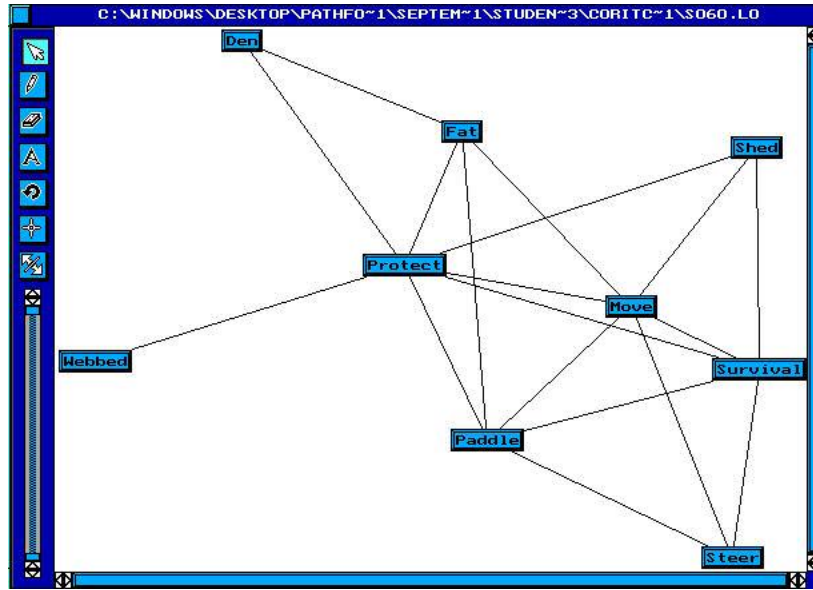 C:\WINDOWS\DESKTOP\PATHFO~1\SEPTEM~1\STUDEN~3\CORITC~1\SO60.LO
Den
Fat
Shed
Protect
Move
Webbed
Survival
Paddle
Steer
A